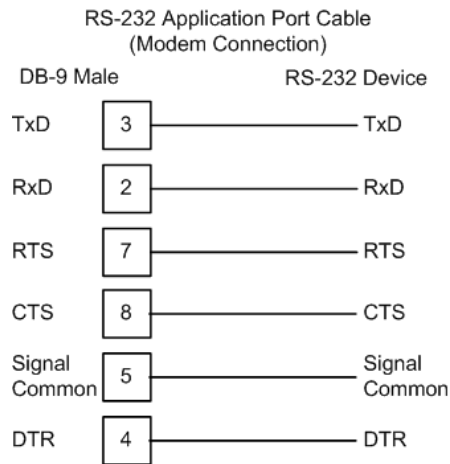 RS-232 Application Port Cable
(Modem Connection)
DB-9 Male RS-232 Device
TxD 3 TxD
RxD 2 RxD
RTS 7 RTS
CTS 8 CTS
Signal Common 5 Signal Common
DTR 4 DTR